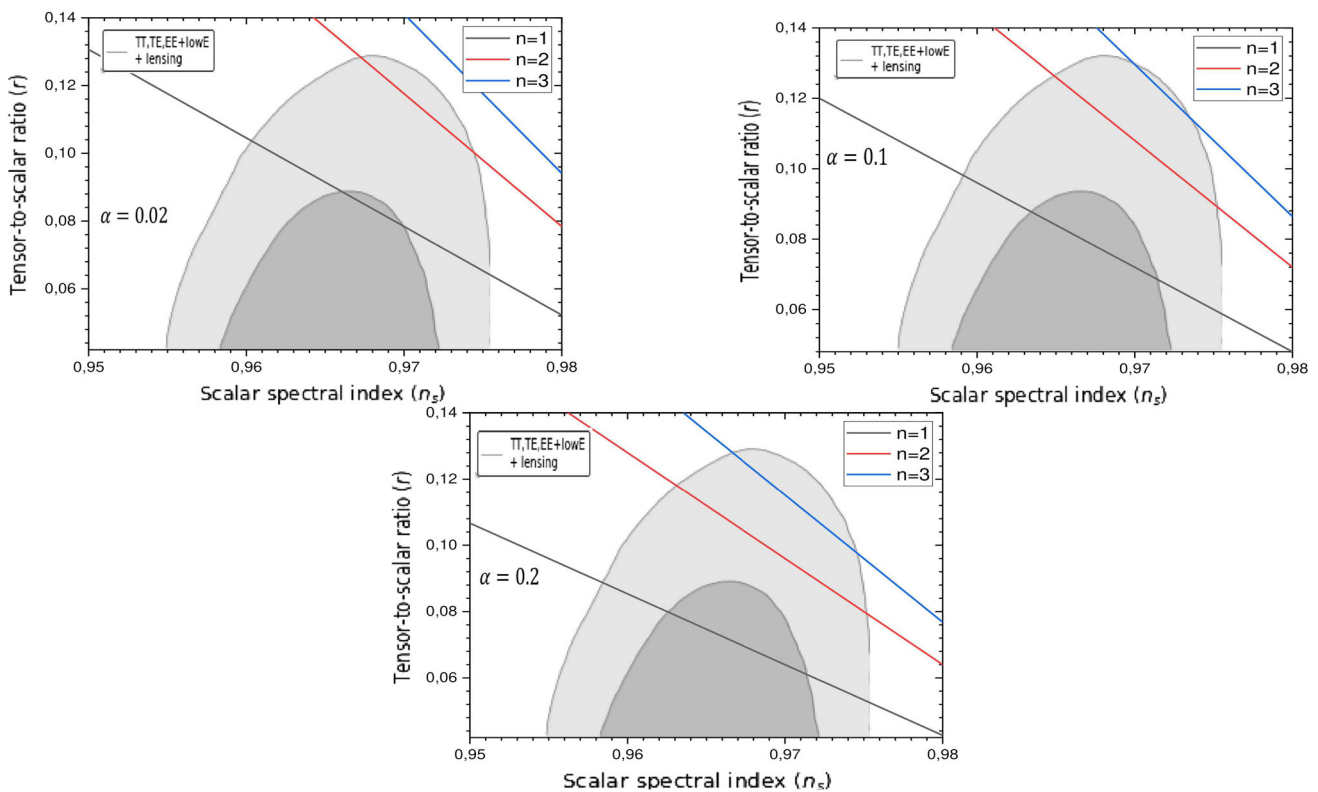 0,14
0,12
0,10
0,08
0,06
Tensor-to-scalar ratio (r)
TT,TE,EE+lowE
+ lensing
n=1
n=2
n=3
α = 0.02
0,95
0,96
0,97
0,98
Scalar spectral index (nₛ)
0,14
0,12
0,10
0,08
0,06
Tensor-to-scalar ratio (r)
TT,TE,EE+lowE
+ lensing
n=1
n=2
n=3
α = 0.1
0,95
0,96
0,97
0,98
Scalar spectral index (nₛ)
0,14
0,12
0,10
0,08
0,06
Tensor-to-scalar ratio (r)
TT,TE,EE+lowE
+ lensing
n=1
n=2
n=3
α = 0.2
0,95
0,96
0,97
0,98
Scalar spectral index (nₛ)